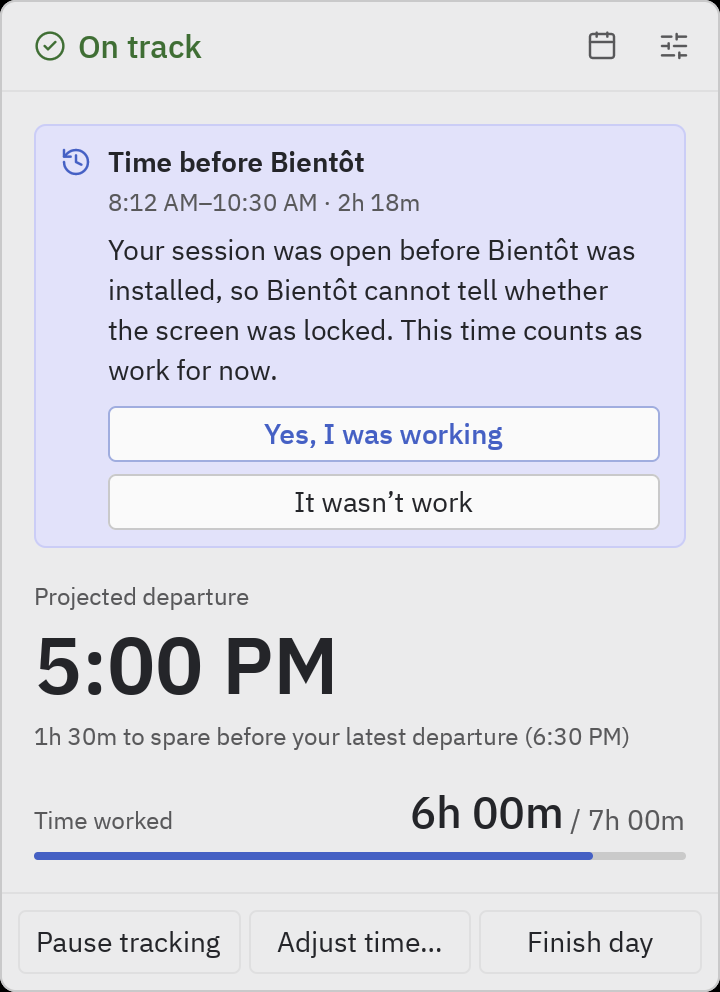 On track
Time before Bientôt
8:12 AM–10:30 AM · 2h 18m
Your session was open before Bientôt was
installed, so Bientôt cannot tell whether
the screen was locked. This time counts as
work for now.
Yes, I was working
It wasn’t work
Projected departure
5:00 PM
1h 30m to spare before your latest departure (6:30 PM)
Time worked 6h 00m / 7h 00m
Pause tracking Adjust time... Finish day